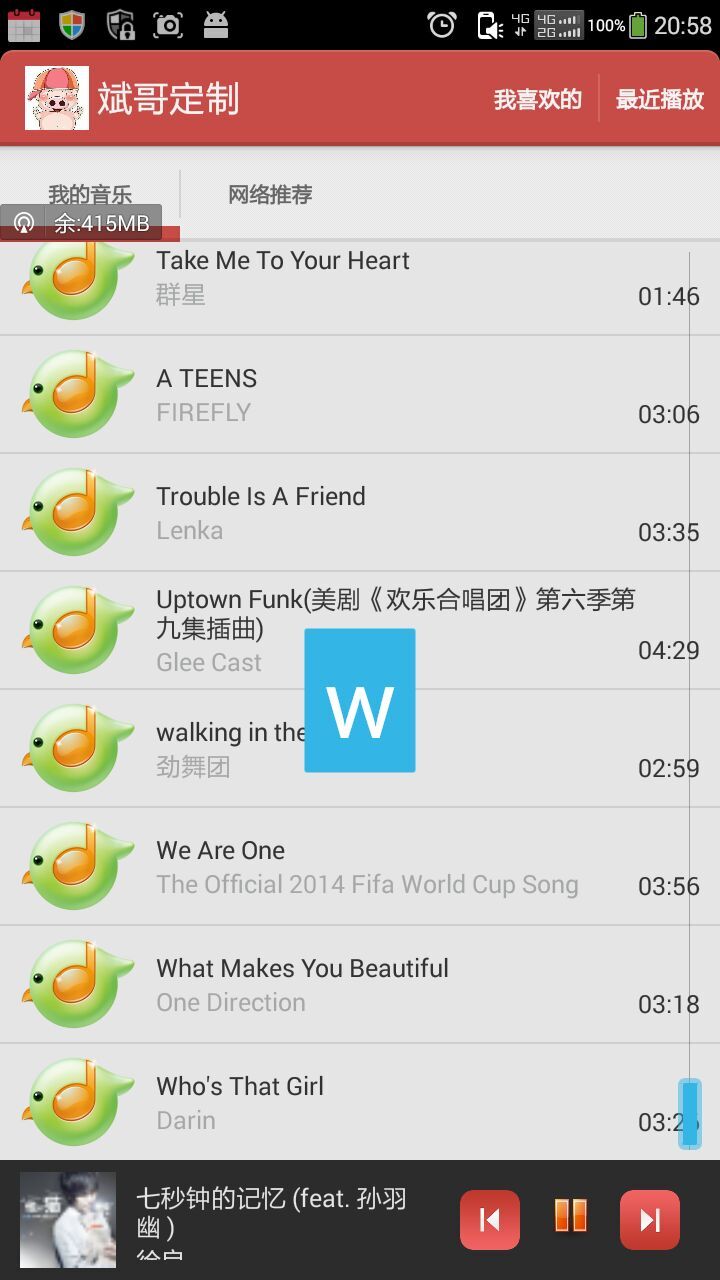 4G
4G
2G
100%
20:58
斌哥定制
我喜欢的
最近播放
我的音乐
网络推荐
余:415MB
Take Me To Your Heart
群星
01:46
A TEENS
FIREFLY
03:06
Trouble Is A Friend
Lenka
03:35
Uptown Funk(美剧《欢乐合唱团》第六季第
九集插曲)
Glee Cast
04:29
W
walking in the
劲舞团
02:59
We Are One
The Official 2014 Fifa World Cup Song
03:56
What Makes You Beautiful
One Direction
03:18
Who's That Girl
Darin
03:26
七秒钟的记忆 (feat. 孙羽
幽 )